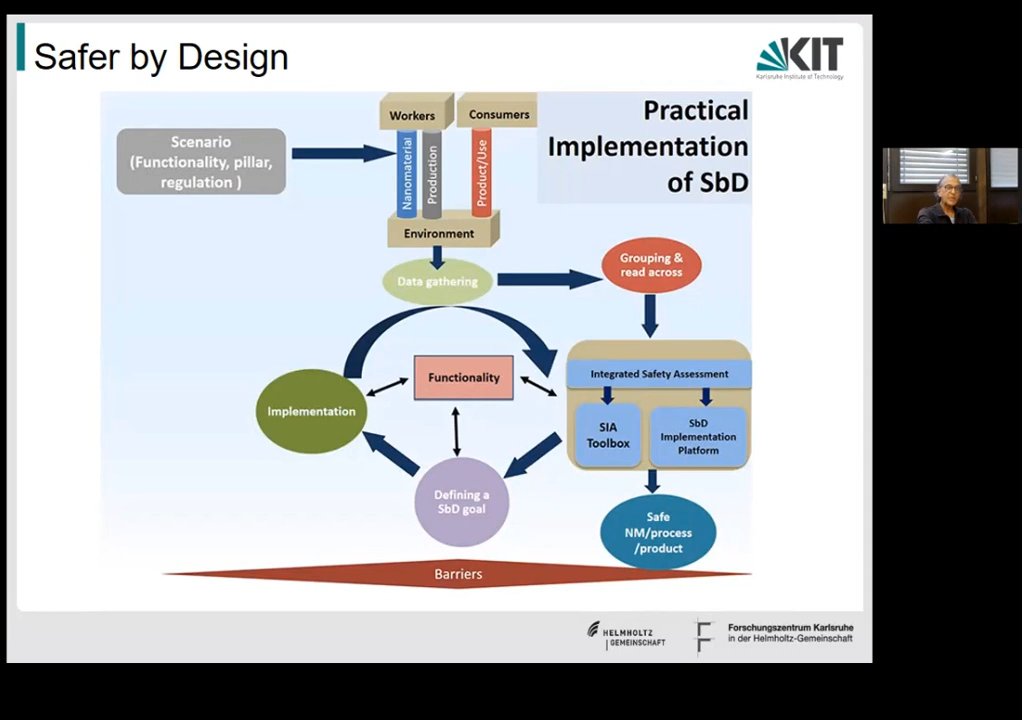 Safer by Design
KIT
Karlsruhe Institute of Technology
Practical
Implementation
of SbD
Workers
Consumers
Scenario
(Functionality, pillar,
regulation )
Nanomaterial
Production
Product/Use
Environment
Data gathering
Grouping &
read across
Integrated Safety Assessment
SIA
Toolbox
SbD
Implementation
Platform
Functionality
Implementation
Defining a
SbD goal
Safe
NM/process
/product
Barriers
HELMHOLTZ
GEMEINSCHAFT
Forschungszentrum Karlsruhe
in der Helmholtz-Gemeinschaft